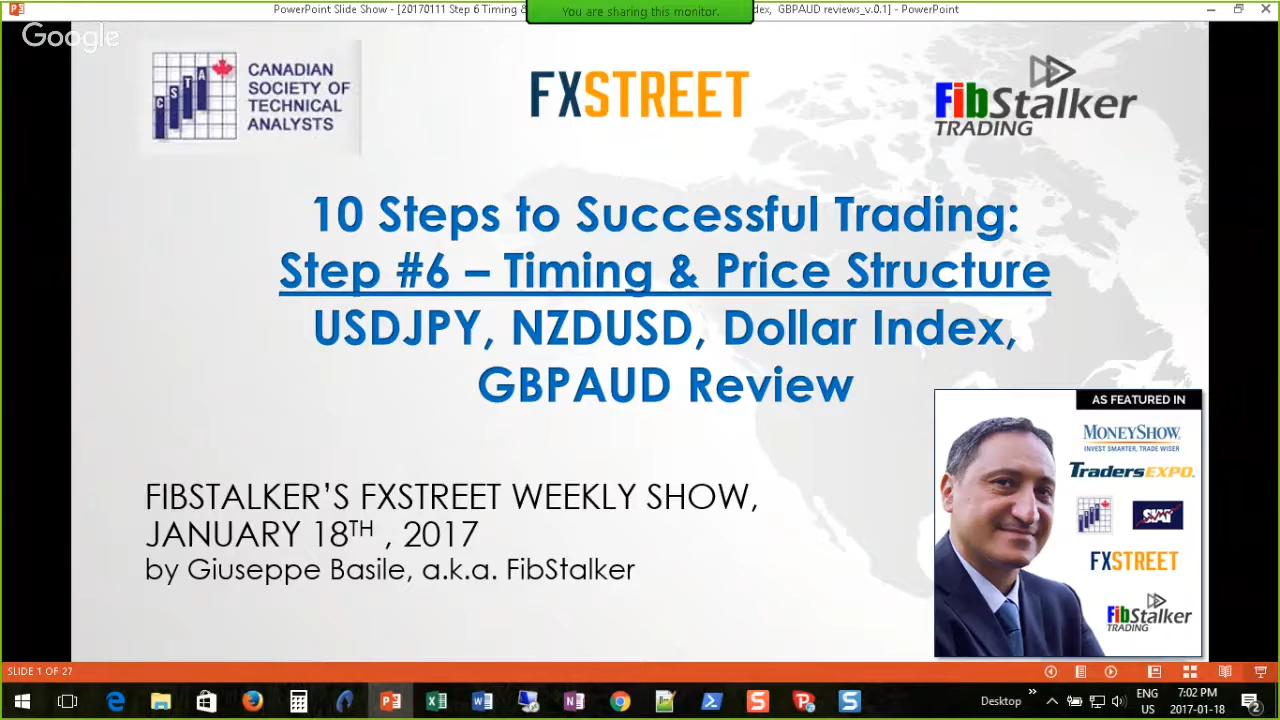 PowerPoint Slide Show - [20170111 Step 6 Timing & dex, GBPAUD reviews_v.0.1] - PowerPoint
You are sharing this monitor.
Google
CSTA
CANADIAN
SOCIETY OF
TECHNICAL
ANALYSTS
FXSTREET
FibStalker
TRADING
10 Steps to Successful Trading:
Step #6 – Timing & Price Structure
USDJPY, NZDUSD, Dollar Index,
GBPAUD Review
AS FEATURED IN
MONEYSHOW
INVEST SMARTER, TRADE WISER
TradersEXPO
FXSTREET
FibStalker
TRADING
FIBSTALKER’S FXSTREET WEEKLY SHOW,
JANUARY 18TH , 2017
by Giuseppe Basile, a.k.a. FibStalker
SLIDE 1 OF 27
Desktop
ENG
US
7:02 PM
2017-01-18
2